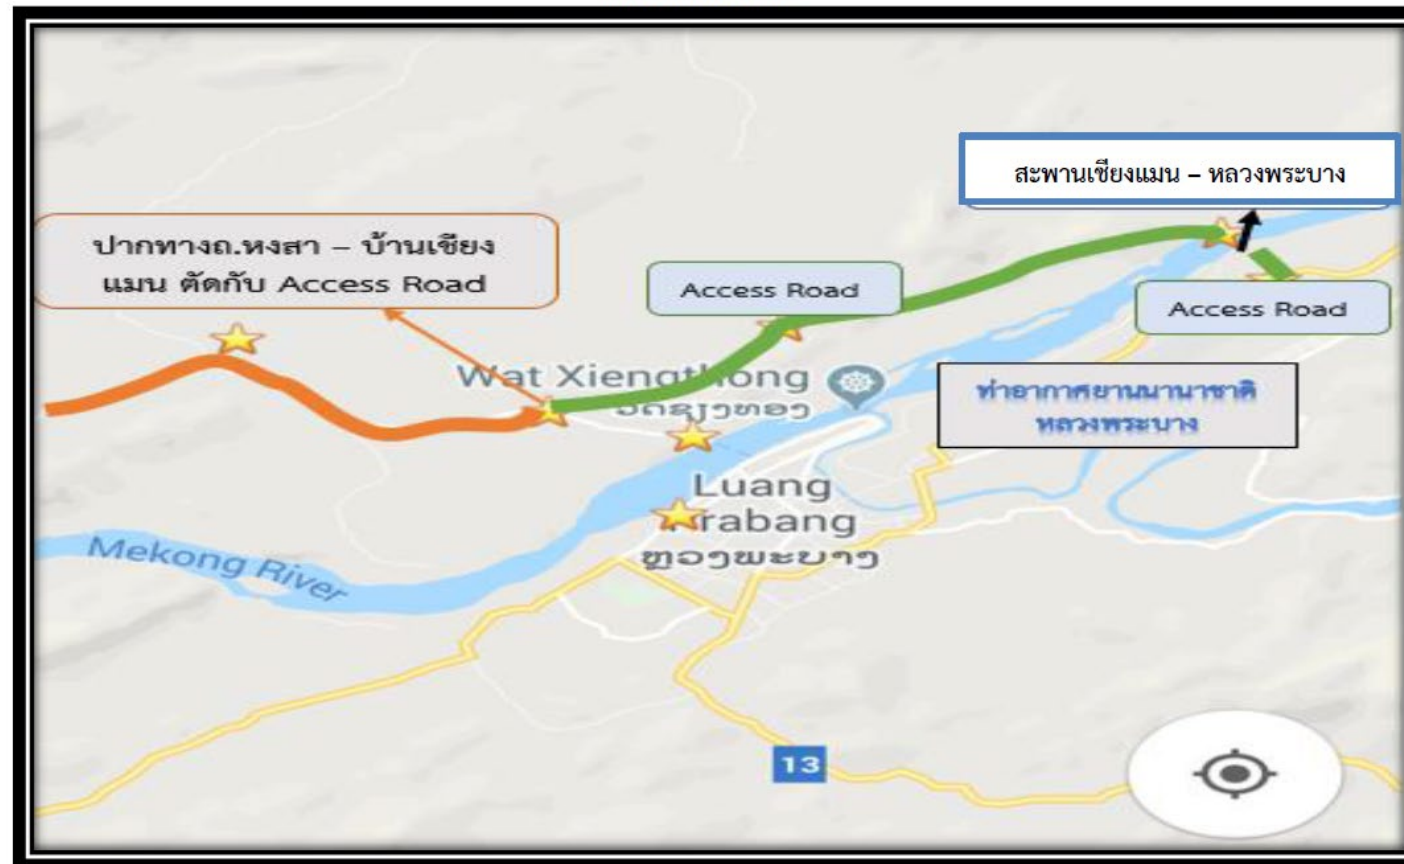 สะพานเชียงแมน – หลวงพระบาง
ปากทางถ.หงสา – บ้านเชียง
แมน ตัดกับ Access Road
Access Road
Access Road
Wat Xiengthong
ວັດຊຽງທອງ
ท่าอากาศยานนานาชาติ
หลวงพระบาง
Luang
Prabang
ຫຼວງພະບາງ
Mekong River
13